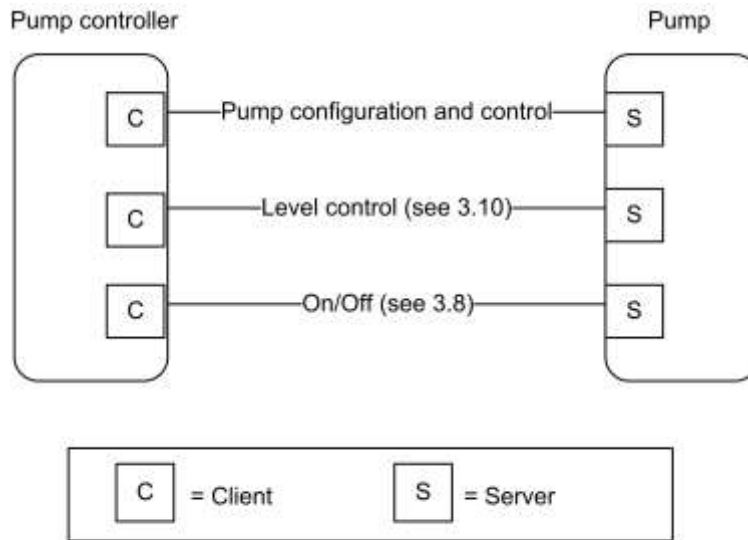 Pump controller
Pump
C
Pump configuration and control
S
C
Level control (see 3.10)
S
C
On/Off (see 3.8)
S
C = Client
S = Server